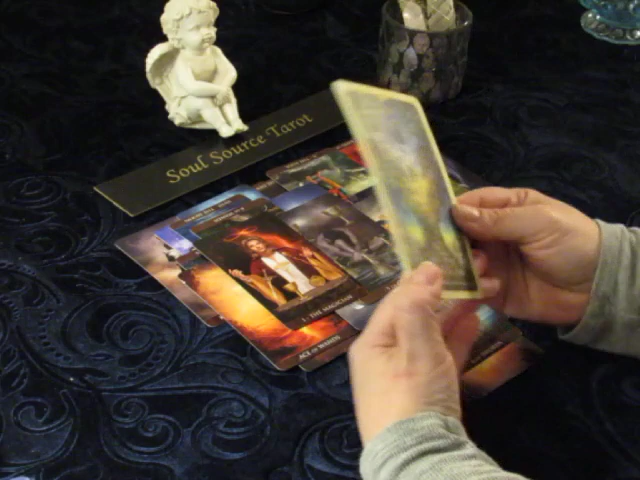 Soul Source Tarot
I - THE MAGICIAN
ACE OF WANDS